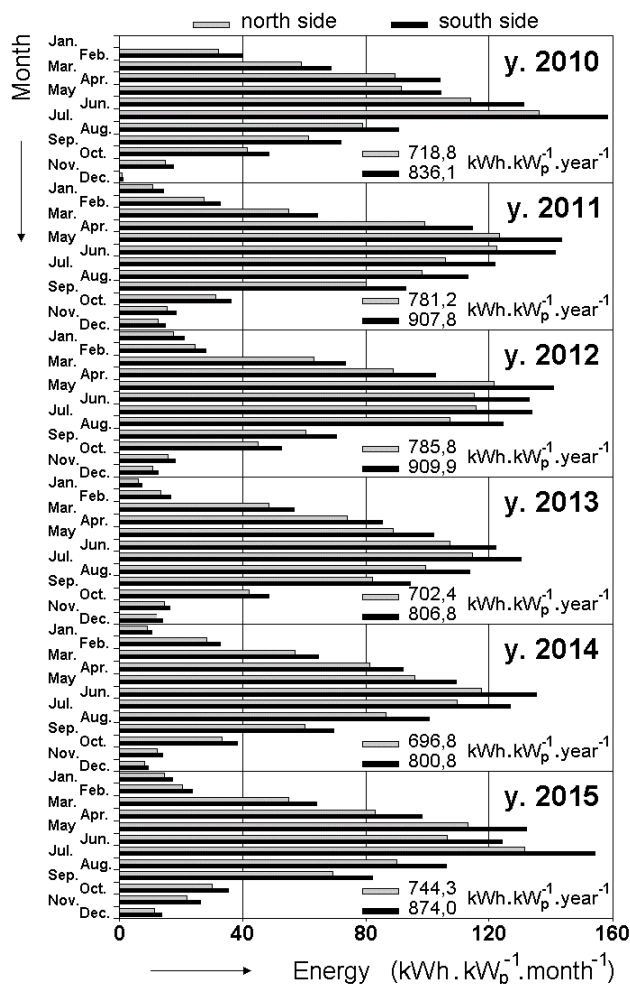 north side south side
Month
Jan.
Feb.
Mar.
Apr.
May
Jun.
Jul.
Aug.
Sep.
Oct.
Nov.
Dec.
y. 2010
718,8
836,1
kWh.kWp-1.year-1
Jan.
Feb.
Mar.
Apr.
May
Jun.
Jul.
Aug.
Sep.
Oct.
Nov.
Dec.
y. 2011
781,2
907,8
kWh.kWp-1.year-1
Jan.
Feb.
Mar.
Apr.
May
Jun.
Jul.
Aug.
Sep.
Oct.
Nov.
Dec.
y. 2012
785,8
909,9
kWh.kWp-1.year-1
Jan.
Feb.
Mar.
Apr.
May
Jun.
Jul.
Aug.
Sep.
Oct.
Nov.
Dec.
y. 2013
702,4
806,8
kWh.kWp-1.year-1
Jan.
Feb.
Mar.
Apr.
May
Jun.
Jul.
Aug.
Sep.
Oct.
Nov.
Dec.
y. 2014
696,8
800,8
kWh.kWp-1.year-1
Jan.
Feb.
Mar.
Apr.
May
Jun.
Jul.
Aug.
Sep.
Oct.
Nov.
Dec.
y. 2015
744,3
874,0
kWh.kWp-1.year-1
0 40 80 120 160
Energy (kWh.kWp-1.month-1)